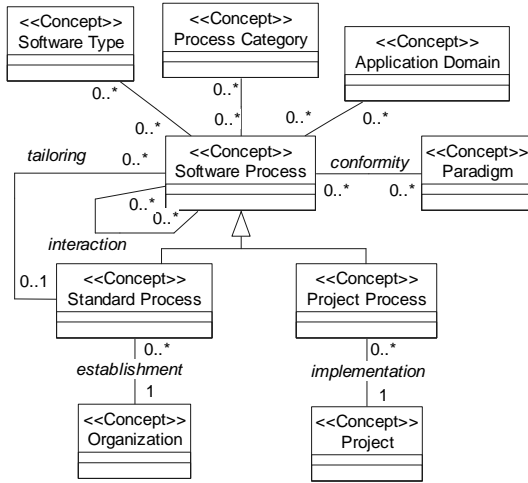 <<Concept>>
Software Type
<<Concept>>
Process Category
<<Concept>>
Application Domain
0..*
0..*
0..*
0..*
0..*
0..*
tailoring
0..*
<<Concept>>
Software Process
conformity
0..*
0..*
<<Concept>>
Paradigm
0..*
0..*
interaction
0..1
<<Concept>>
Standard Process
<<Concept>>
Project Process
0..*
establishment
1
0..*
implementation
1
<<Concept>>
Organization
<<Concept>>
Project